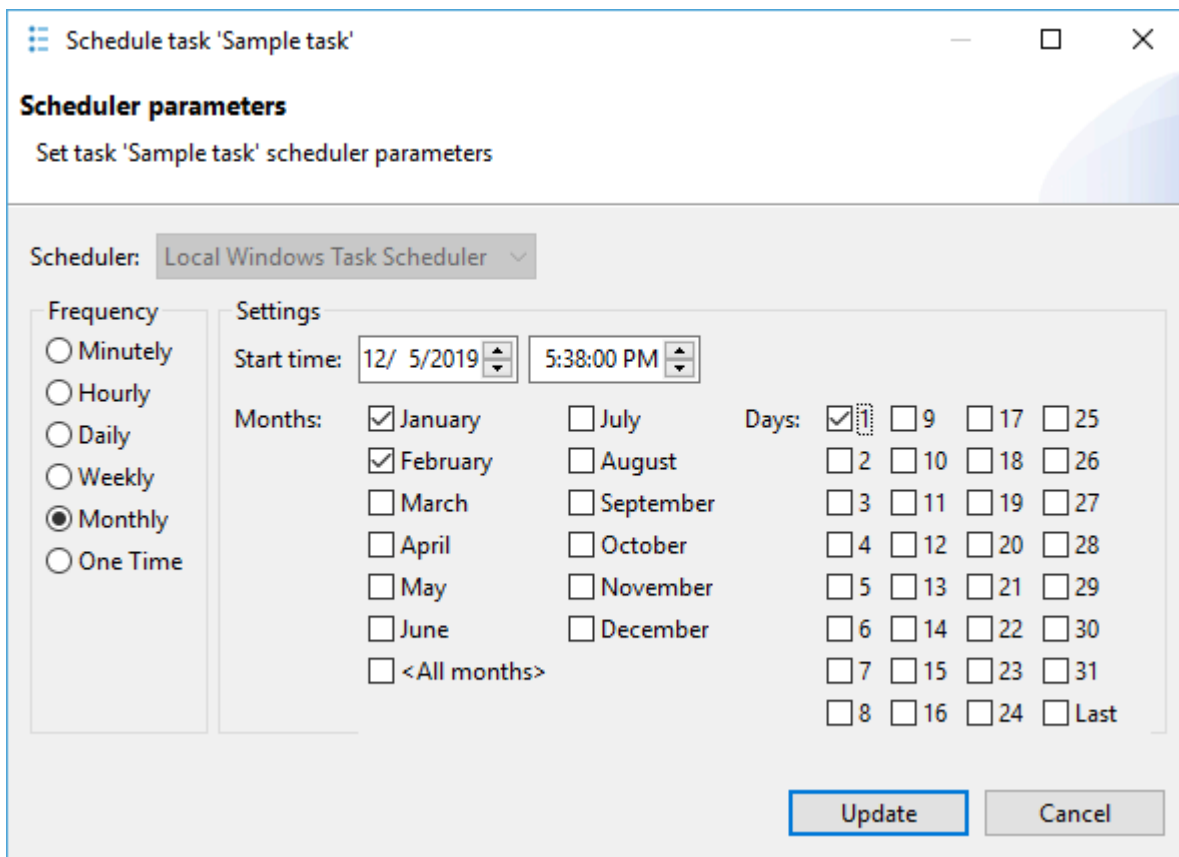 Schedule task 'Sample task'
Scheduler parameters
Set task 'Sample task' scheduler parameters
Scheduler: Local Windows Task Scheduler
Frequency
Minutely
Hourly
Daily
Weekly
Monthly
One Time
Settings
Start time: 12/ 5/2019 5:38:00 PM
Months: January July Days: 1 9 17 25
February August 2 10 18 26
March September 3 11 19 27
April October 4 12 20 28
May November 5 13 21 29
June December 6 14 22 30
<All months> 7 15 23 31
8 16 24 Last
Update Cancel